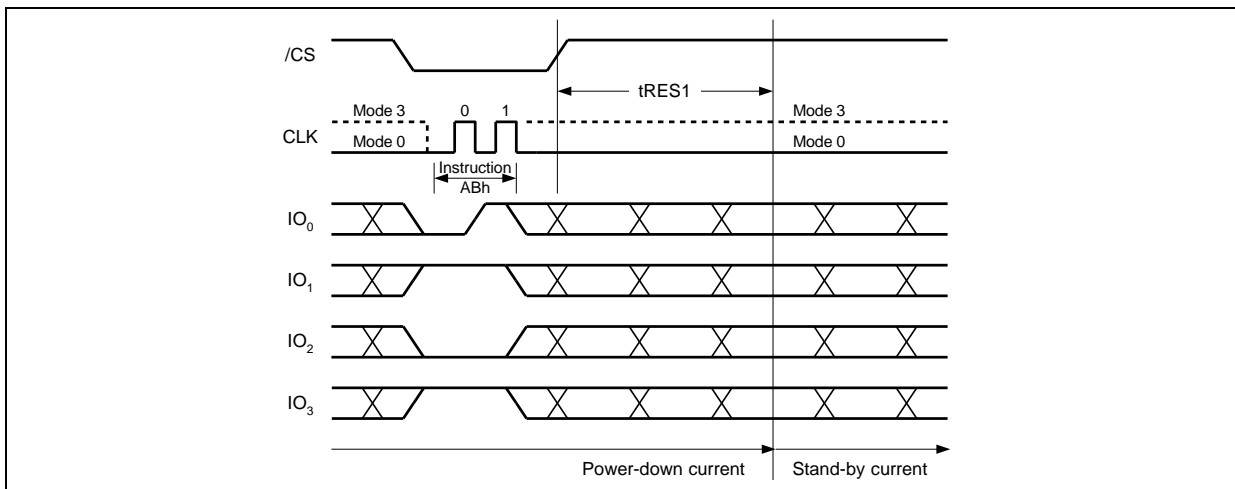 /CS
tRES1
Mode 3 0 1 Mode 3
CLK
Mode 0 Mode 0
Instruction
ABh
IO0
IO1
IO2
IO3
Power-down current Stand-by current